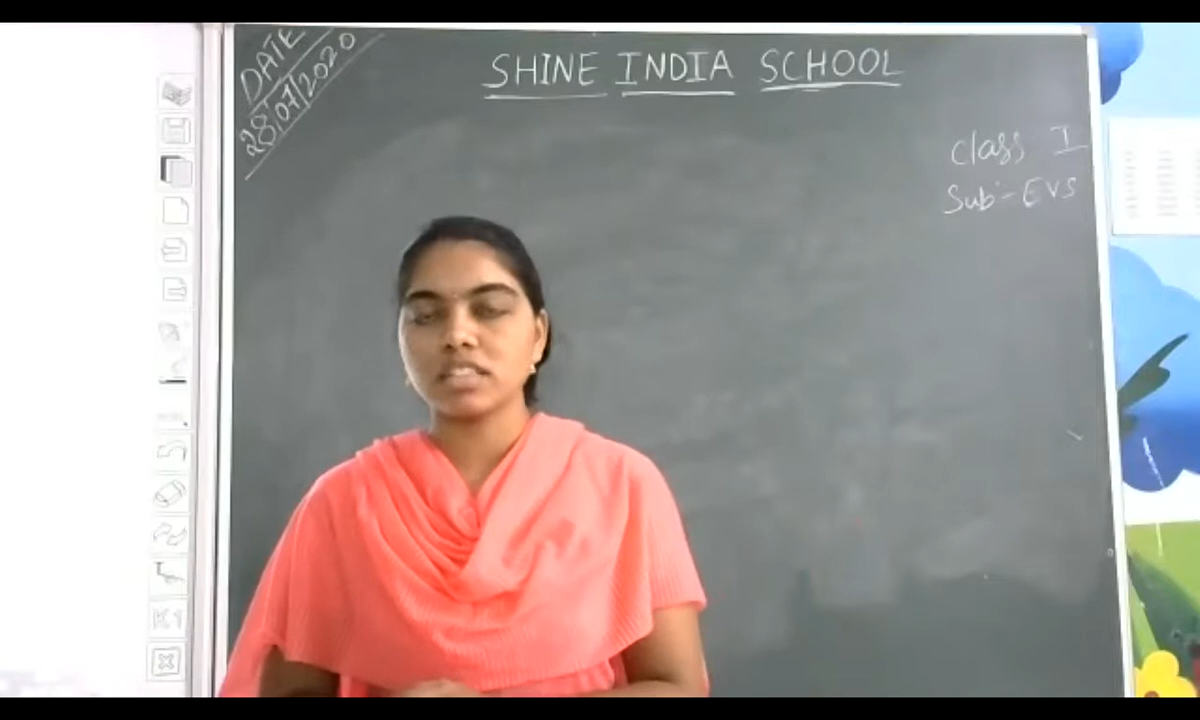 DATE
28/07/2020
SHINE INDIA SCHOOL
Class I
Sub:- EVS